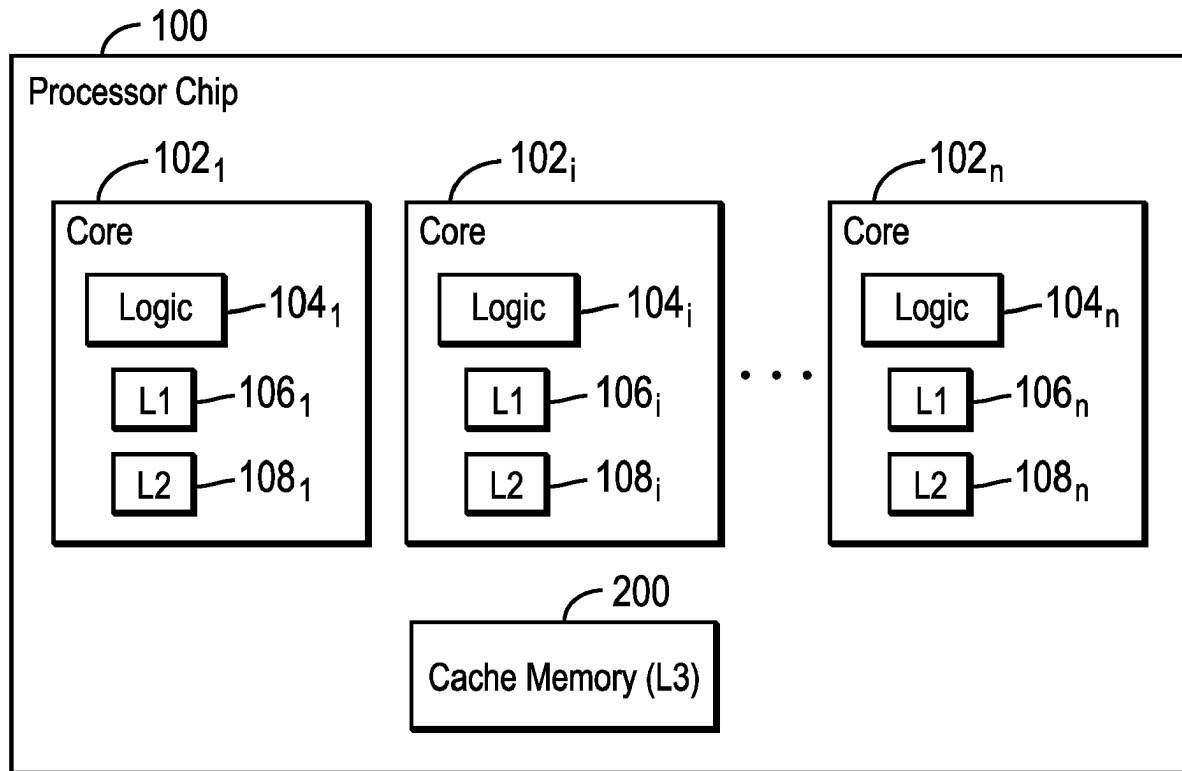 100
Processor Chip
102₁ 102ᵢ 102ₙ
Core Core Core
Logic 104₁ Logic 104ᵢ Logic 104ₙ
• • •
L1 106₁ L1 106ᵢ L1 106ₙ
L2 108₁ L2 108ᵢ L2 108ₙ
200
Cache Memory (L3)